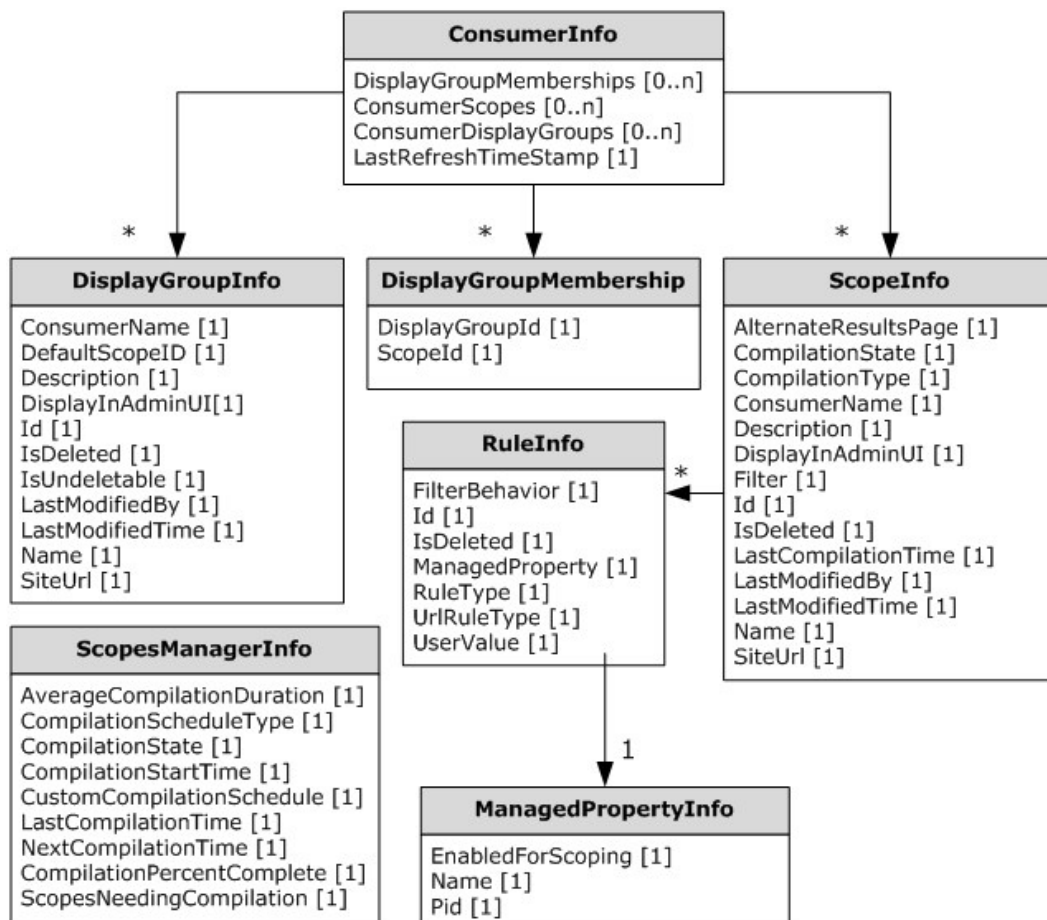 ConsumerInfo
DisplayGroupMemberships [0..n]
ConsumerScopes [0..n]
ConsumerDisplayGroups [0..n]
LastRefreshTimeStamp [1]
*
*
*
DisplayGroupInfo
ConsumerName [1]
DefaultScopeID [1]
Description [1]
DisplayInAdminUI[1]
Id [1]
IsDeleted [1]
IsUndeletable [1]
LastModifiedBy [1]
LastModifiedTime [1]
Name [1]
SiteUrl [1]
DisplayGroupMembership
DisplayGroupId [1]
ScopeId [1]
ScopeInfo
AlternateResultsPage [1]
CompilationState [1]
CompilationType [1]
ConsumerName [1]
Description [1]
DisplayInAdminUI [1]
Filter [1]
Id [1]
IsDeleted [1]
LastCompilationTime [1]
LastModifiedBy [1]
LastModifiedTime [1]
Name [1]
SiteUrl [1]
*
RuleInfo
FilterBehavior [1]
Id [1]
IsDeleted [1]
ManagedProperty [1]
RuleType [1]
UrlRuleType [1]
UserValue [1]
ScopesManagerInfo
AverageCompilationDuration [1]
CompilationScheduleType [1]
CompilationState [1]
CompilationStartTime [1]
CustomCompilationSchedule [1]
LastCompilationTime [1]
NextCompilationTime [1]
CompilationPercentComplete [1]
ScopesNeedingCompilation [1]
1
ManagedPropertyInfo
EnabledForScoping [1]
Name [1]
Pid [1]